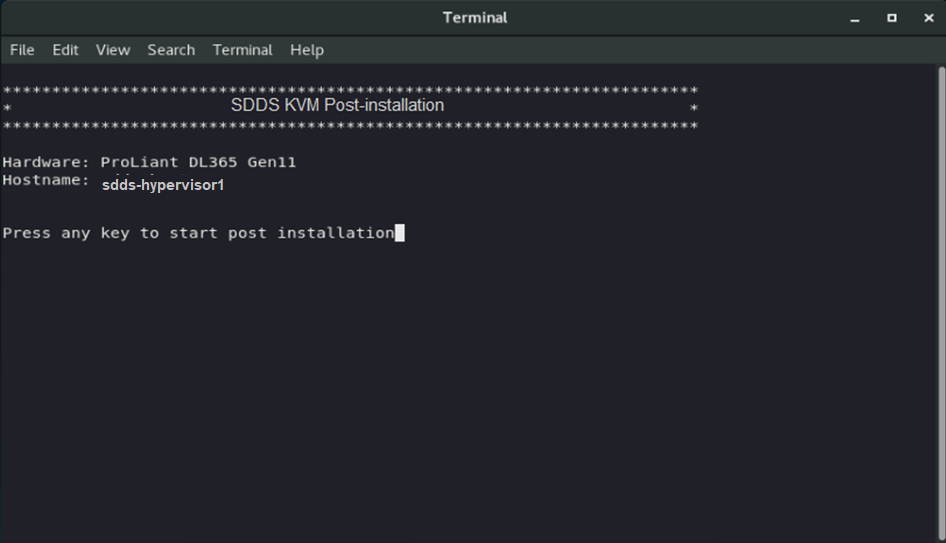 Terminal
File Edit View Search Terminal Help
***********************************************************************
* SDDS KVM Post-installation *
***********************************************************************
Hardware: ProLiant DL365 Gen11
Hostname: sdds-hypervisor1
Press any key to start post installation